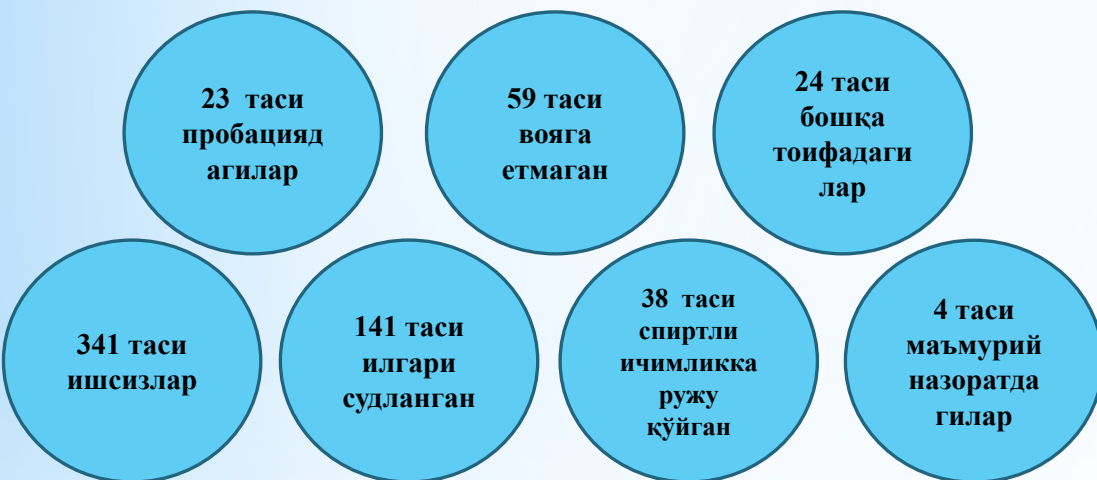 23 таси
пробацияд
агилар
59 таси
вояга
етмаган
24 таси
бошқа
тоифадаги
лар
341 таси
ишсизлар
141 таси
илгари
судланган
38 таси
спиртли
ичимликка
ружу
қўйган
4 таси
маъмурий
назоратда
гилар